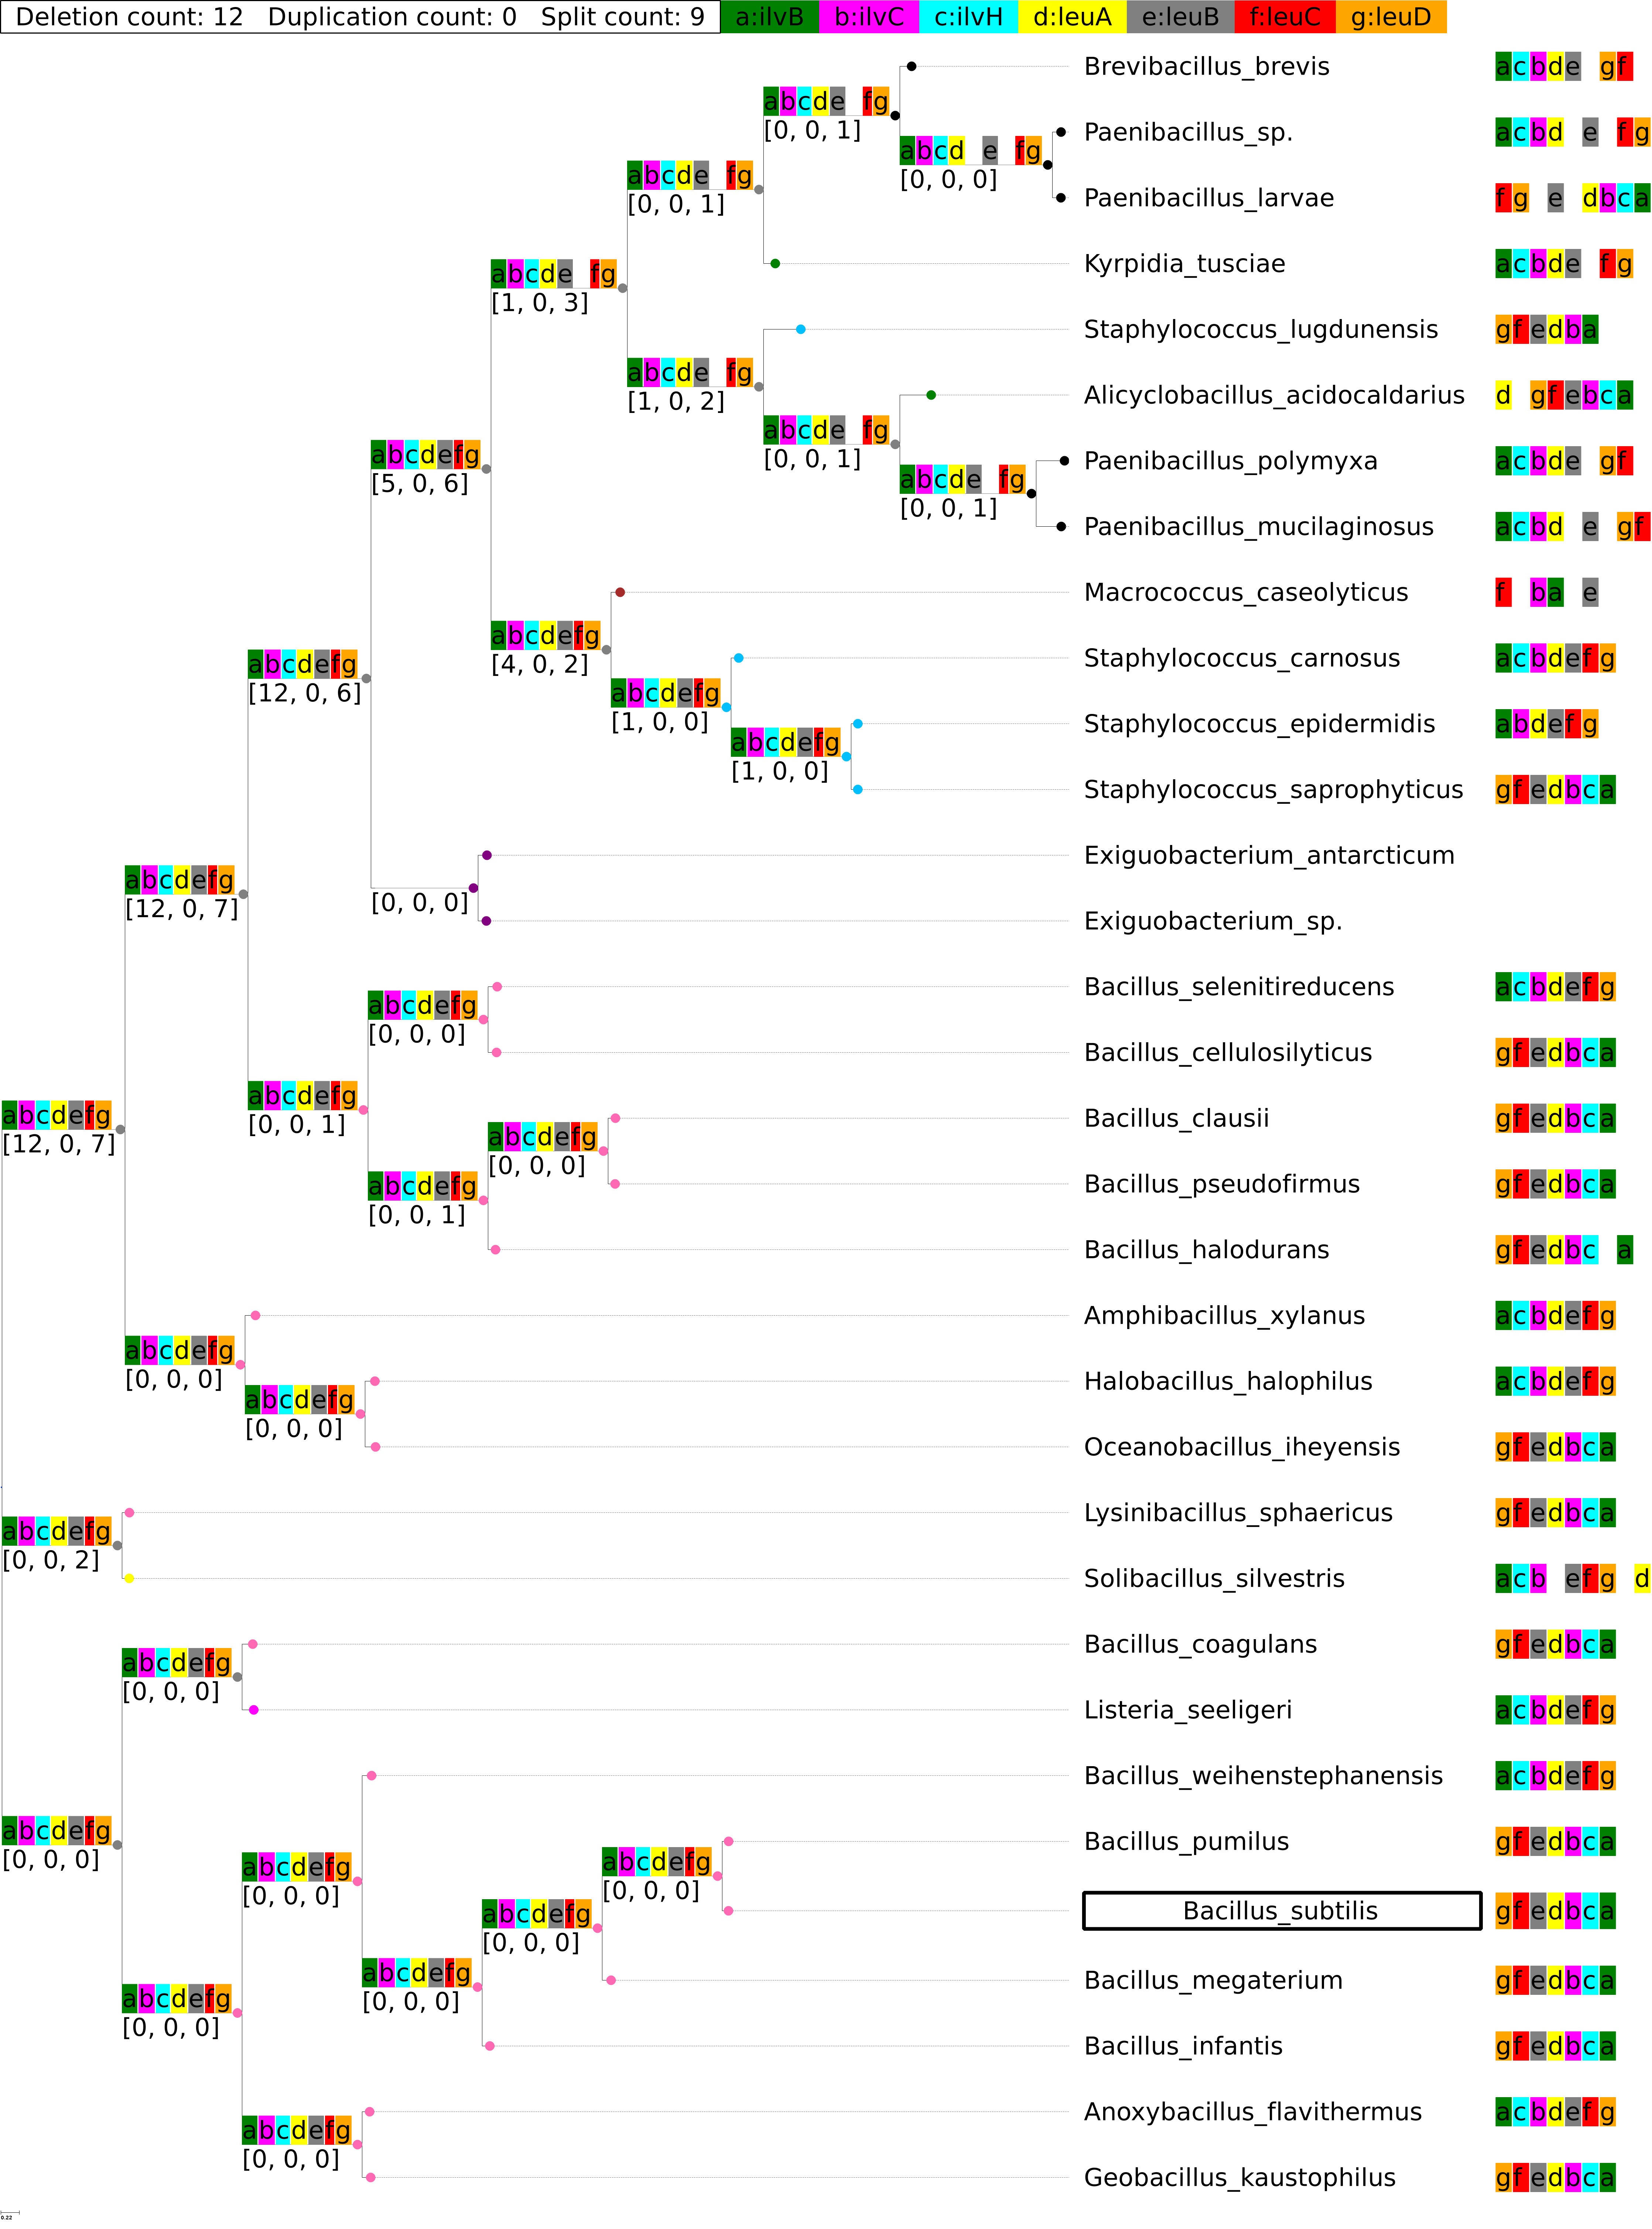 Deletion count: 12 Duplication count: 0 Split count: 9 a:ilvB b:ilvC c:ilvH d:leuA e:leuB f:leuC g:leuD
Brevibacillus_brevis acbde gf
abcde fg
[0, 0, 1]
Paenibacillus_sp. acbd e fg
abcd e fg
[0, 0, 0]
abcde fg
[0, 0, 1]
Paenibacillus_larvae fg e dbca
Kyrpidia_tusciae acbde fg
abcde fg
[1, 0, 3]
Staphylococcus_lugdunensis gfedba
abcde fg
[1, 0, 2]
Alicyclobacillus_acidocaldarius d gfebca
abcde fg
[0, 0, 1]
Paenibacillus_polymyxa acbde gf
abcdefg
[5, 0, 6]
abcde fg
[0, 0, 1]
Paenibacillus_mucilaginosus acbd e gf
Macrococcus_caseolyticus f ba e
abcdefg
[4, 0, 2]
Staphylococcus_carnosus acbdefg
abcdefg
[12, 0, 6]
abcdefg
[1, 0, 0]
Staphylococcus_epidermidis abdefg
abcdefg
[1, 0, 0]
Staphylococcus_saprophyticus gfedbca
Exiguobacterium_antarcticum
abcdefg
[12, 0, 7]
[0, 0, 0]
Exiguobacterium_sp.
Bacillus_selenitireducens acbdefg
abcdefg
[0, 0, 0]
Bacillus_cellulosilyticus gfedbca
abcdefg
[0, 0, 1]
abcdefg
[12, 0, 7]
Bacillus_clausii gfedbca
abcdefg
[0, 0, 0]
Bacillus_pseudofirmus gfedbca
abcdefg
[0, 0, 1]
Bacillus_halodurans gfedbc a
Amphibacillus_xylanus acbdefg
abcdefg
[0, 0, 0]
Halobacillus_halophilus acbdefg
abcdefg
[0, 0, 0]
Oceanobacillus_iheyensis gfedbca
Lysinibacillus_sphaericus gfedbca
abcdefg
[0, 0, 2]
Solibacillus_silvestris acb efg d
Bacillus_coagulans gfedbca
abcdefg
[0, 0, 0]
Listeria_seeligeri acbdefg
Bacillus_weihenstephanensis acbdefg
abcdefg
[0, 0, 0]
Bacillus_pumilus gfedbca
abcdefg
[0, 0, 0]
abcdefg
[0, 0, 0]
Bacillus_subtilis gfedbca
abcdefg
[0, 0, 0]
Bacillus_megaterium gfedbca
abcdefg
[0, 0, 0]
abcdefg
[0, 0, 0]
Bacillus_infantis gfedbca
Anoxybacillus_flavithermus acbdefg
abcdefg
[0, 0, 0]
Geobacillus_kaustophilus gfedbca
0.22